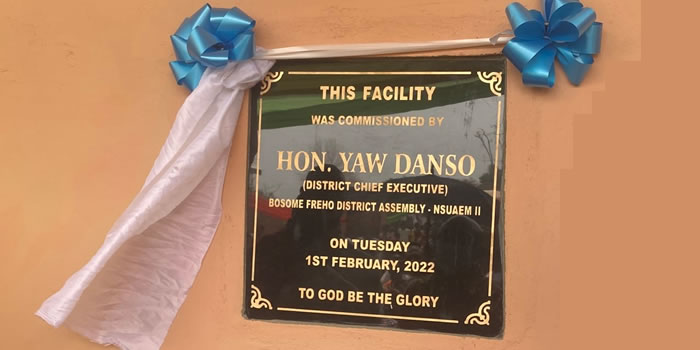 THIS FACILITY
WAS COMMISSIONED BY
HON. YAW DANSO
(DISTRICT CHIEF EXECUTIVE)
BOSOME FREHO DISTRICT ASSEMBLY - NSUAEM II
ON TUESDAY
1ST FEBRUARY, 2022
TO GOD BE THE GLORY